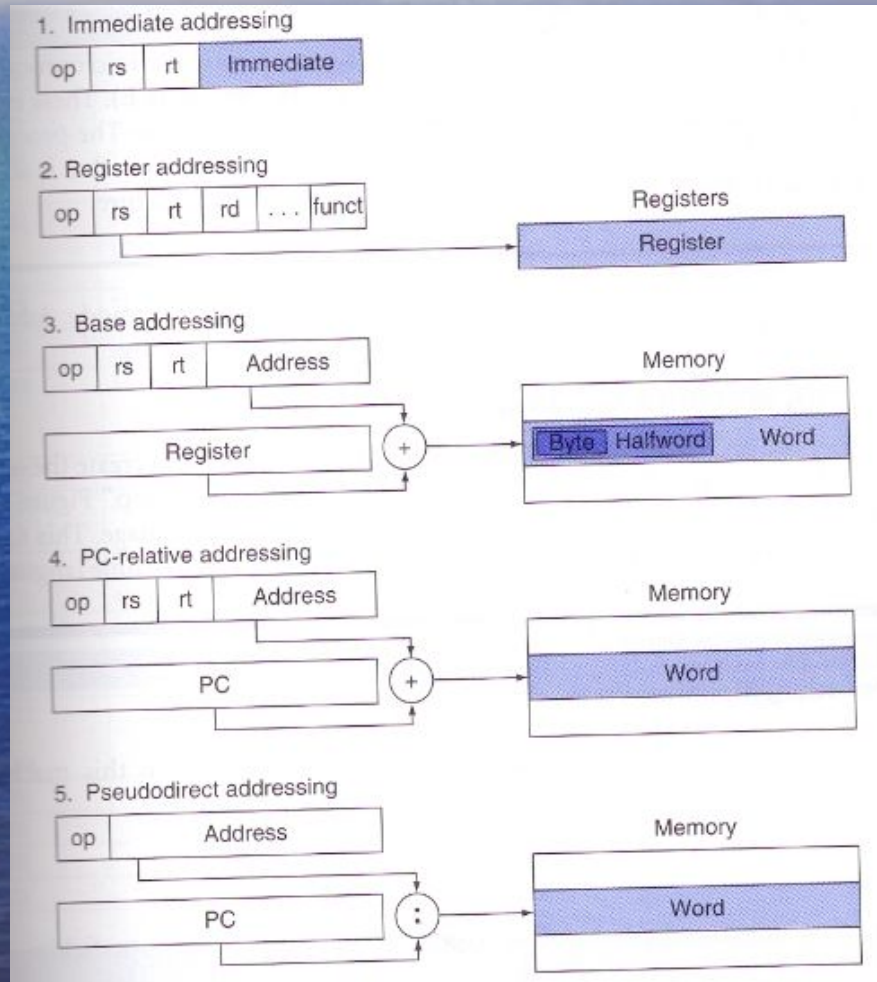 1. Immediate addressing
op rs rt Immediate
2. Register addressing
op rs rt rd . . . funct
Registers
Register
3. Base addressing
op rs rt Address
Memory
Register
+
Byte Halfword Word
4. PC-relative addressing
op rs rt Address
Memory
PC
+
Word
5. Pseudodirect addressing
op Address
Memory
PC
:
Word